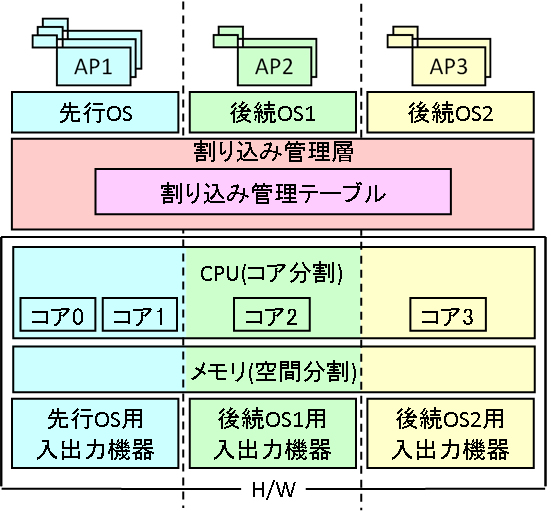 AP1
AP2
AP3
先行OS
後続OS1
後続OS2
割り込み管理層
割り込み管理テーブル
CPU(コア分割)
コア0
コア1
コア2
コア3
メモリ(空間分割)
先行OS用
入出力機器
後続OS1用
入出力機器
後続OS2用
入出力機器
H/W